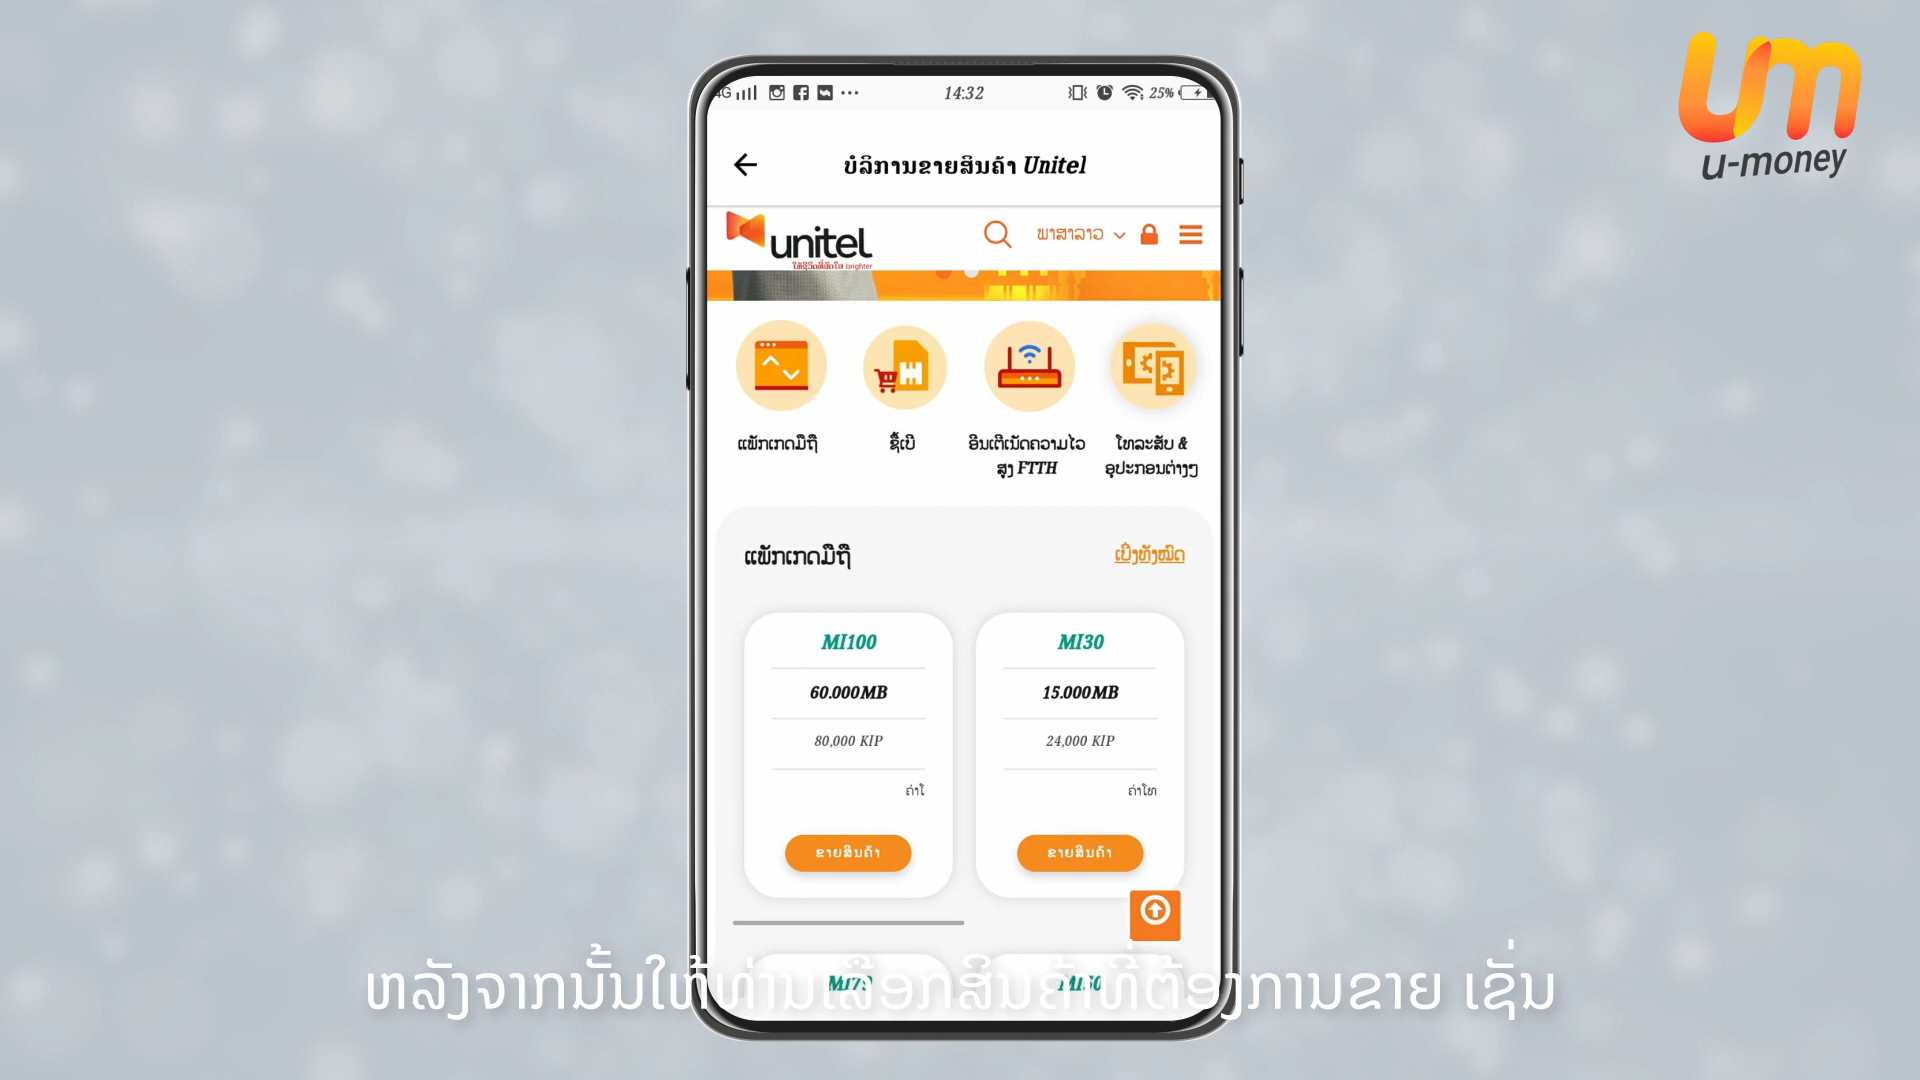 4G
14:32
25%
ບໍລິການຂາຍສິນຄ້າ Unitel
um
u-money
unitel
ພາສາລາວ
ແພັກເກດມືຖື
ຊື້ເບີ
ອິນເຕີເນັດຄວາມໄວ
ສູງ FTTH
ໂທລະສັບ &
ອຸປະກອນຕ່າງໆ
ແພັກເກດມືຖື
ເບິ່ງທັງໝົດ
MI100
60.000MB
80,000 KIP
ຄ່າໂ
ຂາຍສິນຄ້າ
MI30
15.000MB
24,000 KIP
ຄ່າໂທ
ຂາຍສິນຄ້າ
ຫລັງຈາກນັ້ນໃຫ້ທ່ານເລືອກສິນຄ້າທີ່ຕ້ອງການຂາຍ ເຊັ່ນ